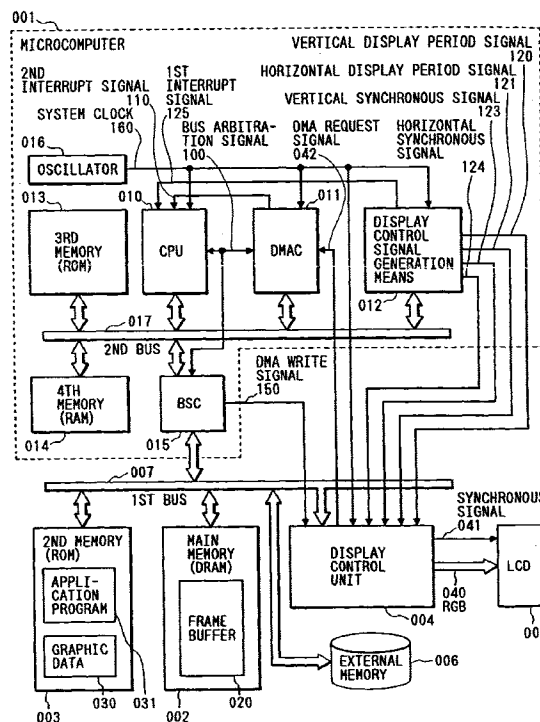 001
MICROCOMPUTER
VERTICAL DISPLAY PERIOD SIGNAL
120
2ND
INTERRUPT SIGNAL
110
1ST
INTERRUPT
SIGNAL
125
HORIZONTAL DISPLAY PERIOD SIGNAL
121
VERTICAL SYNCHRONOUS SIGNAL
123
SYSTEM CLOCK
160
BUS ARBITRA-
TION SIGNAL
100
DMA REQUEST
SIGNAL
042
HORIZONTAL
SYNCHRONOUS
SIGNAL
124
016
OSCILLATOR
013
3RD
MEMORY
(ROM)
010
CPU
011
DMAC
DISPLAY
CONTROL
SIGNAL
GENERATION
MEANS
012
017
2ND BUS
4TH
MEMORY
(RAM)
014
BSC
015
DMA WRITE
SIGNAL
150
007
1ST BUS
2ND MEMORY
(ROM)
APPLI-
CATION
PROGRAM
031
GRAPHIC
DATA
030
003
MAIN
MEMORY
(DRAM)
FRAME
BUFFER
020
002
DISPLAY
CONTROL
UNIT
004
SYNCHRONOUS
SIGNAL
041
040
RGB
LCD
00
EXTERNAL
MEMORY
006